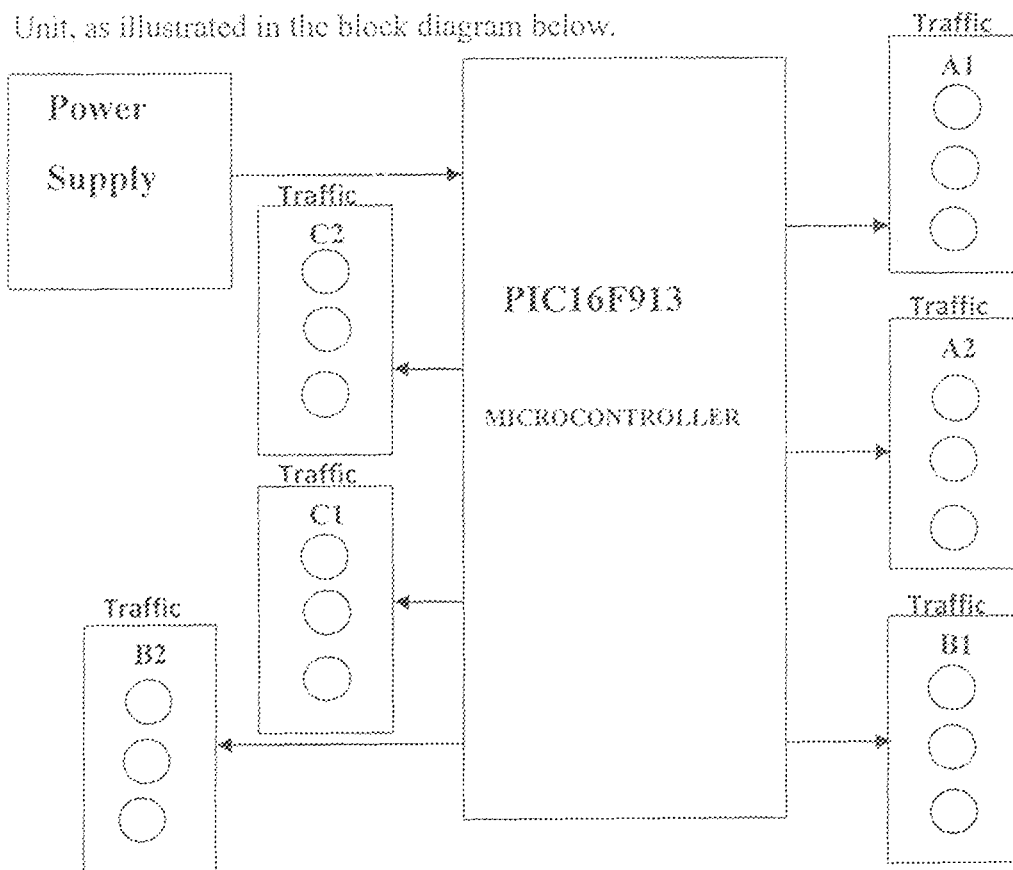 Unit, as illustrated in the block diagram below.
Traffic
A1
Power
Supply
Traffic
C2
PIC16F913
MICROCONTROLLER
Traffic
A2
Traffic
C1
Traffic
B2
Traffic
B1